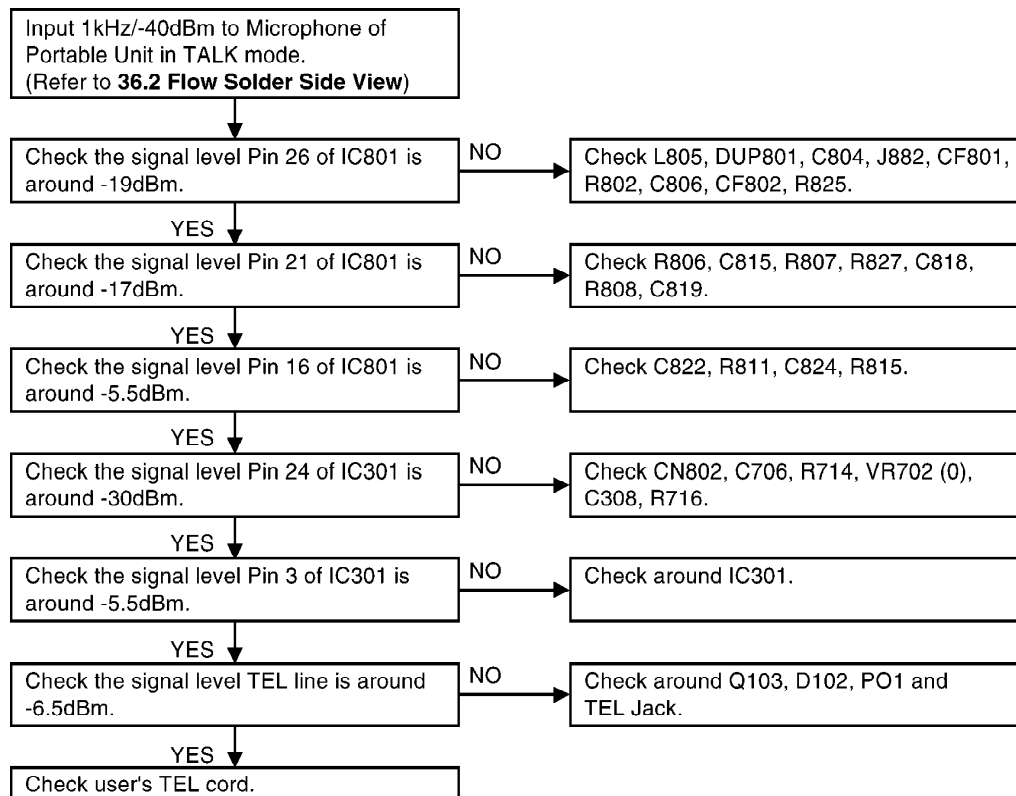 Input 1kHz/-40dBm to Microphone of
Portable Unit in TALK mode.
(Refer to 36.2 Flow Solder Side View)
Check the signal level Pin 26 of IC801 is
around -19dBm.
NO
Check L805, DUP801, C804, J882, CF801,
R802, C806, CF802, R825.
YES
Check the signal level Pin 21 of IC801 is
around -17dBm.
NO
Check R806, C815, R807, R827, C818,
R808, C819.
YES
Check the signal level Pin 16 of IC801 is
around -5.5dBm.
NO
Check C822, R811, C824, R815.
YES
Check the signal level Pin 24 of IC301 is
around -30dBm.
NO
Check CN802, C706, R714, VR702 (0),
C308, R716.
YES
Check the signal level Pin 3 of IC301 is
around -5.5dBm.
NO
Check around IC301.
YES
Check the signal level TEL line is around
-6.5dBm.
NO
Check around Q103, D102, PO1 and
TEL Jack.
YES
Check user's TEL cord.